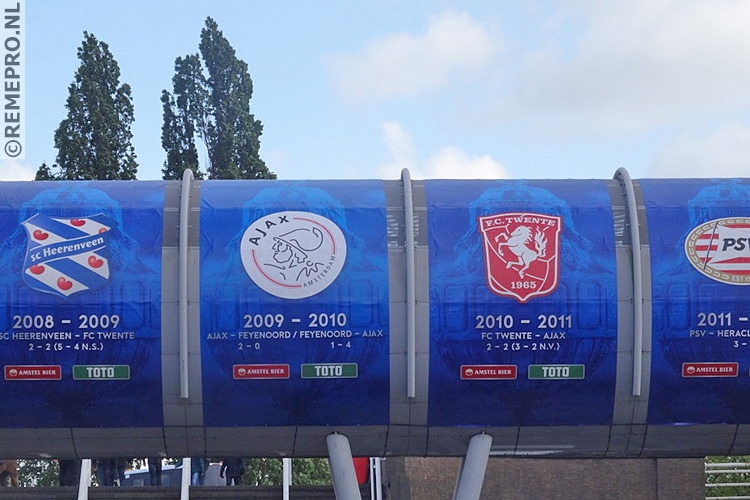 ©REMEPRO.NL
SC Heerenveen
2008 - 2009
SC HEERENVEEN - FC TWENTE
2 - 2 (5 - 4 N.S.)
AMSTEL BIER
TOTO
AJAX
AMSTERDAM
2009 - 2010
AJAX - FEYENOORD / FEYENOORD - AJAX
2 - 0 1 - 4
AMSTEL BIER
TOTO
F.C. TWENTE
1965
2010 - 2011
FC TWENTE - AJAX
2 - 2 (3 - 2 N.V.)
AMSTEL BIER
TOTO
PSV
2011 -
PSV - HERACL
3 -
AMSTEL BIER